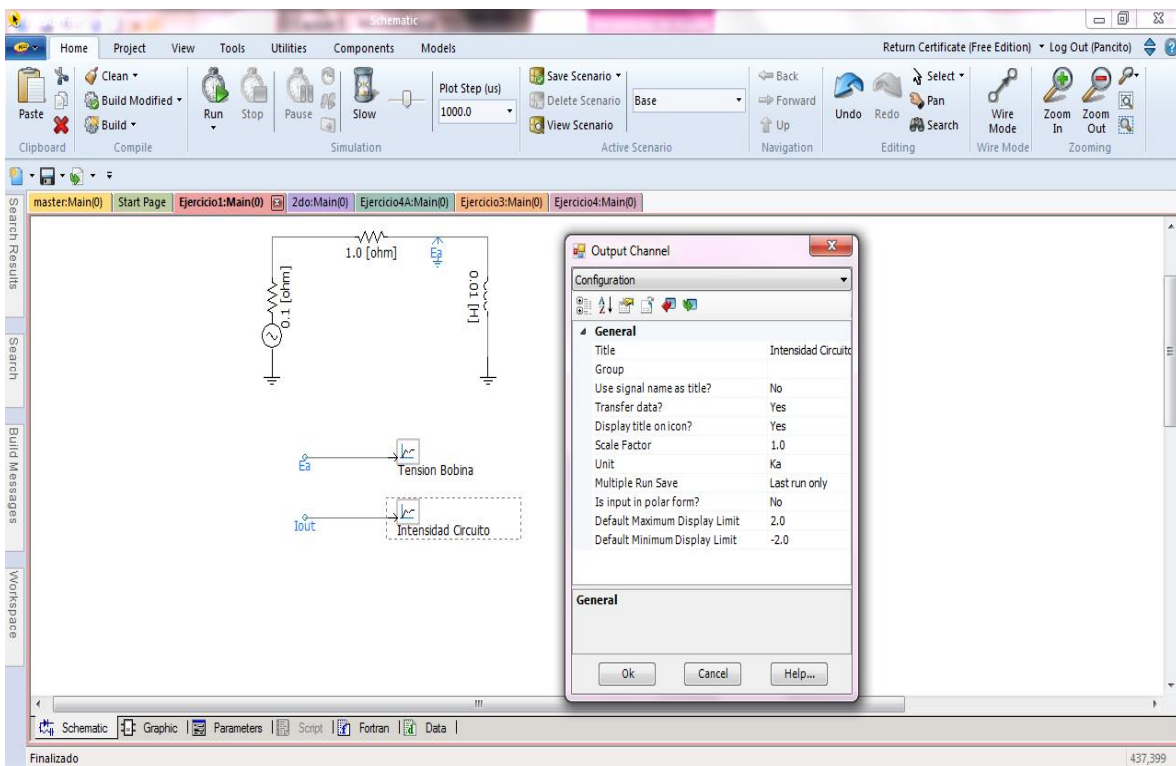 Schematic
Home Project View Tools Utilities Components Models
Return Certificate (Free Edition) Log Out (Pancito)
Paste
Clean
Build Modified
Build
Run Stop Pause Slow
Plot Step (us)
1000.0
Save Scenario
Delete Scenario Base
View Scenario
Back
Forward
Up
Undo Redo
Select
Pan
Search
Wire Mode
Zoom In
Zoom Out
Clipboard Compile Simulation Active Scenario Navigation Editing Wire Mode Zooming
master:Main(0) Start Page Ejercicio1:Main(0) 2do:Main(0) Ejercicio4A:Main(0) Ejercicio3:Main(0) Ejercicio4:Main(0)
Search Results
Search
Build Messages
Workspace
1.0 [ohm]
Ea
0.1 [ohm]
0.01 [H]
Ea
Tension Bobina
Iout
Intensidad Circuito
Output Channel
Configuration
General
Title Intensidad Circuito
Group
Use signal name as title? No
Transfer data? Yes
Display title on icon? Yes
Scale Factor 1.0
Unit Ka
Multiple Run Save Last run only
Is input in polar form? No
Default Maximum Display Limit 2.0
Default Minimum Display Limit -2.0
General
Ok Cancel Help...
Schematic Graphic Parameters Script Fortran Data
Finalizado
437,399